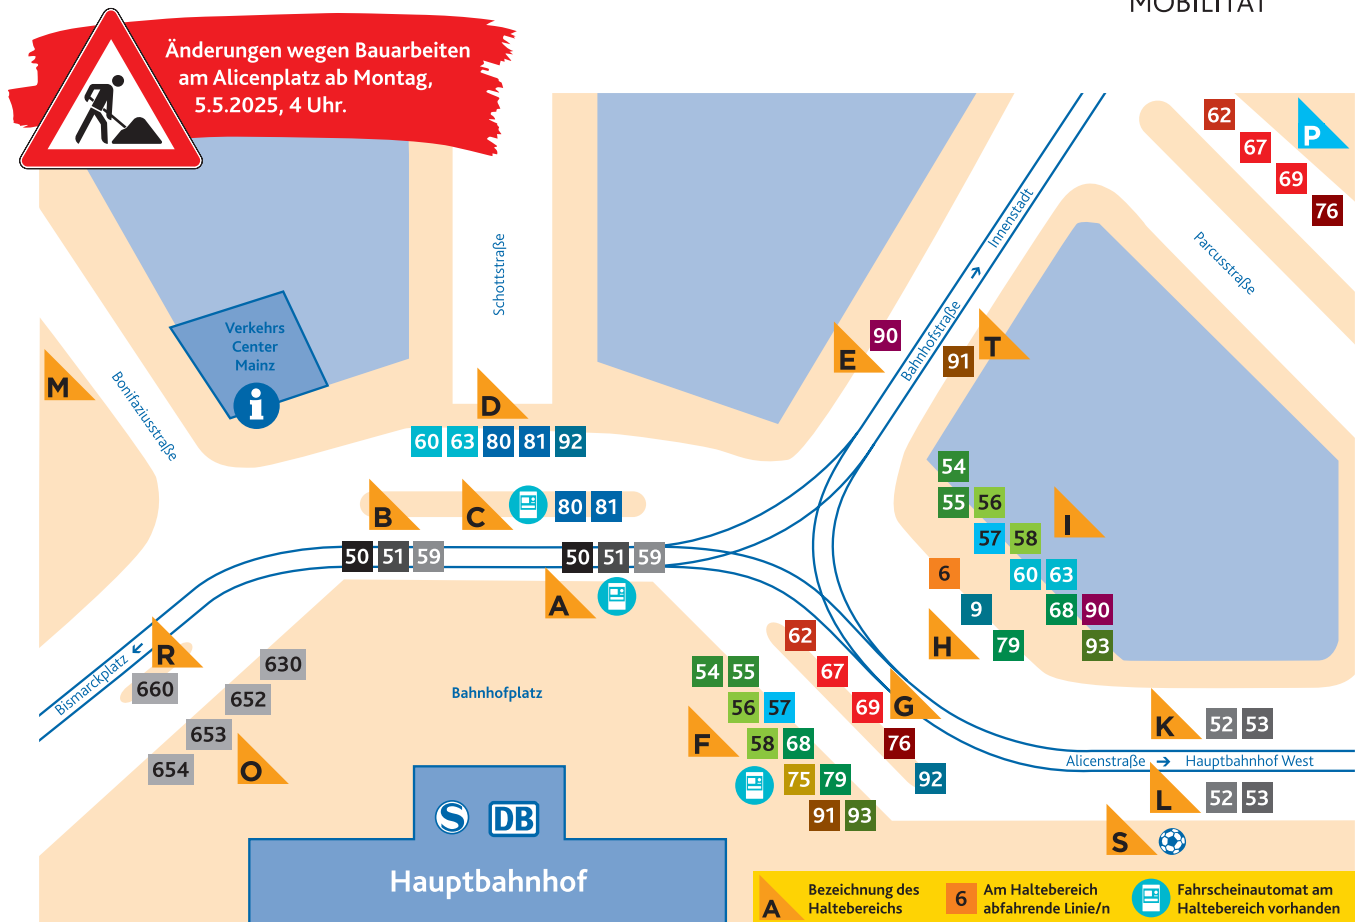 MOBILITÄT
Änderungen wegen Bauarbeiten
am Alicenplatz ab Montag,
5.5.2025, 4 Uhr.
62
P
67
69
76
Parcusstraße
Schottstraße
Innenstadt
Bahnhofstraße
Verkehrs
Center
Mainz
i
M
Bonifaziusstraße
D
60 63 80 81 92
E
90
T
91
B
C
80 81
50 51 59
50 51 59
A
54
55 56
I
57 58
6
60 63
9
68 90
H
79
93
R
660
Bismarckplatz
630
652
653
654
O
Bahnhofplatz
62
67
69
G
76
92
54 55
56 57
F
58 68
75 79
91 93
K
52 53
Alicenstraße → Hauptbahnhof West
L
52 53
S
S
DB
Hauptbahnhof
A
Bezeichnung des
Haltebereichs
6
Am Haltebereich
abfahrende Linie/n
Fahrscheinautomat am
Haltebereich vorhanden